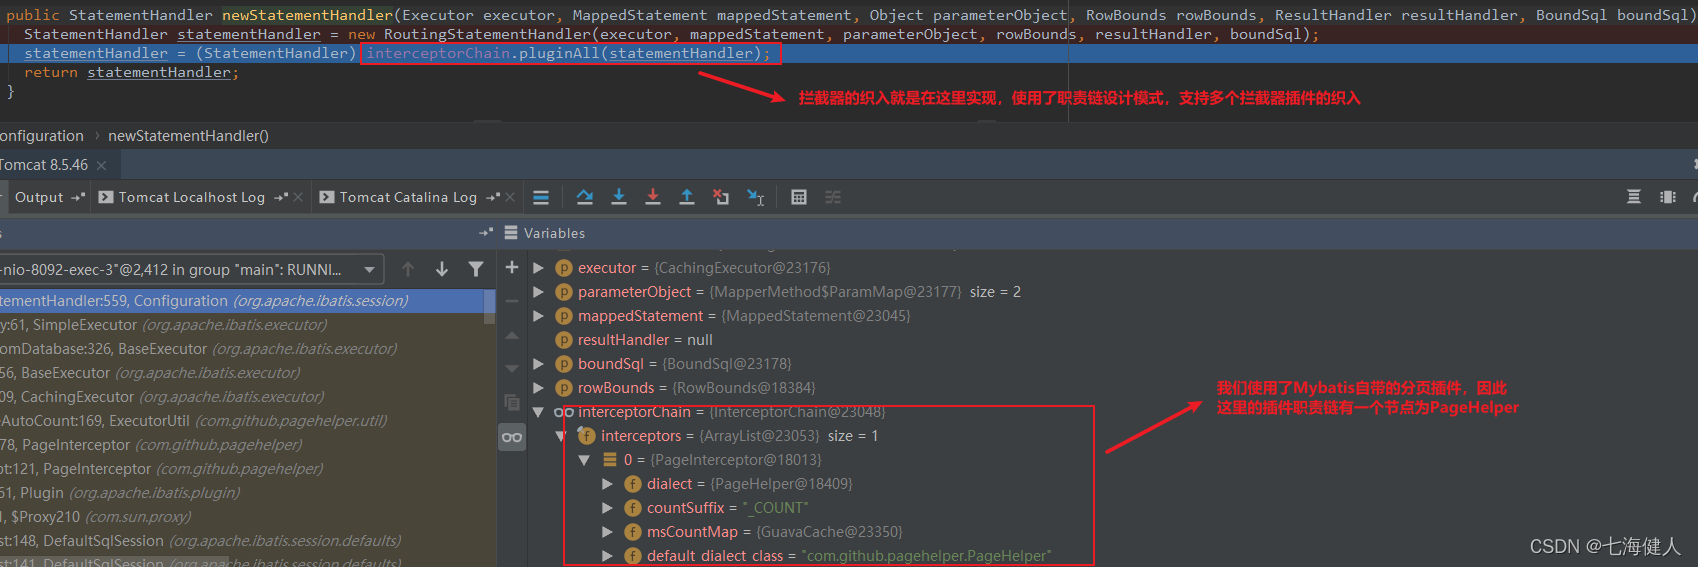 public StatementHandler newStatementHandler(Executor executor, MappedStatement mappedStatement, Object parameterObject, RowBounds rowBounds, ResultHandler resultHandler, BoundSql boundSql)
StatementHandler statementHandler = new RoutingStatementHandler(executor, mappedStatement, parameterObject, rowBounds, resultHandler, boundSql);
statementHandler = (StatementHandler) interceptorChain.pluginAll(statementHandler);
return statementHandler;
}
拦截器的织入就是在这里实现，使用了职责链设计模式，支持多个拦截器插件的织入
onfiguration › newStatementHandler()
Tomcat 8.5.46
Output
Tomcat Localhost Log
Tomcat Catalina Log
s
Variables
-nio-8092-exec-3"@2,412 in group "main": RUNNI...
atementHandler:559, Configuration (org.apache.ibatis.session)
y:61, SimpleExecutor (org.apache.ibatis.executor)
omDatabase:326, BaseExecutor (org.apache.ibatis.executor)
56, BaseExecutor (org.apache.ibatis.executor)
09, CachingExecutor (org.apache.ibatis.executor)
eAutoCount:169, ExecutorUtil (com.github.pagehelper.util)
78, PageInterceptor (com.github.pagehelper)
pt:121, PageInterceptor (com.github.pagehelper)
61, Plugin (org.apache.ibatis.plugin)
1, $Proxy210 (com.sun.proxy)
st:148, DefaultSqlSession (org.apache.ibatis.session.defaults)
st:141, DefaultSqlSession (org.apache.ibatis.session.defaults)
executor = {CachingExecutor@23176}
parameterObject = {MapperMethod$ParamMap@23177} size = 2
mappedStatement = {MappedStatement@23045}
resultHandler = null
boundSql = {BoundSql@23178}
rowBounds = {RowBounds@18384}
interceptorChain = {InterceptorChain@23048}
interceptors = {ArrayList@23053} size = 1
0 = {PageInterceptor@18013}
dialect = {PageHelper@18409}
countSuffix = "_COUNT"
msCountMap = {GuavaCache@23350}
default_dialect_class = "com.github.pagehelper.PageHelper"
我们使用了Mybatis自带的分页插件，因此
这里的插件职责链有一个节点为PageHelper
CSDN @七海健人